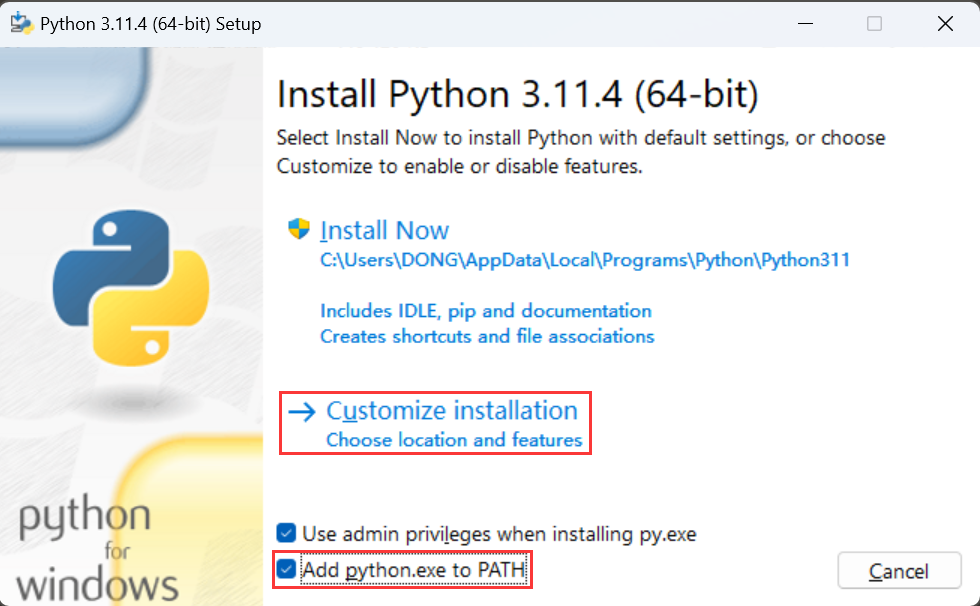 Python 3.11.4 (64-bit) Setup
Install Python 3.11.4 (64-bit)
Select Install Now to install Python with default settings, or choose
Customize to enable or disable features.
Install Now
C:\Users\DONG\AppData\Local\Programs\Python\Python311
Includes IDLE, pip and documentation
Creates shortcuts and file associations
Customize installation
Choose location and features
Use admin privileges when installing py.exe
Add python.exe to PATH
Cancel
python
for
windows